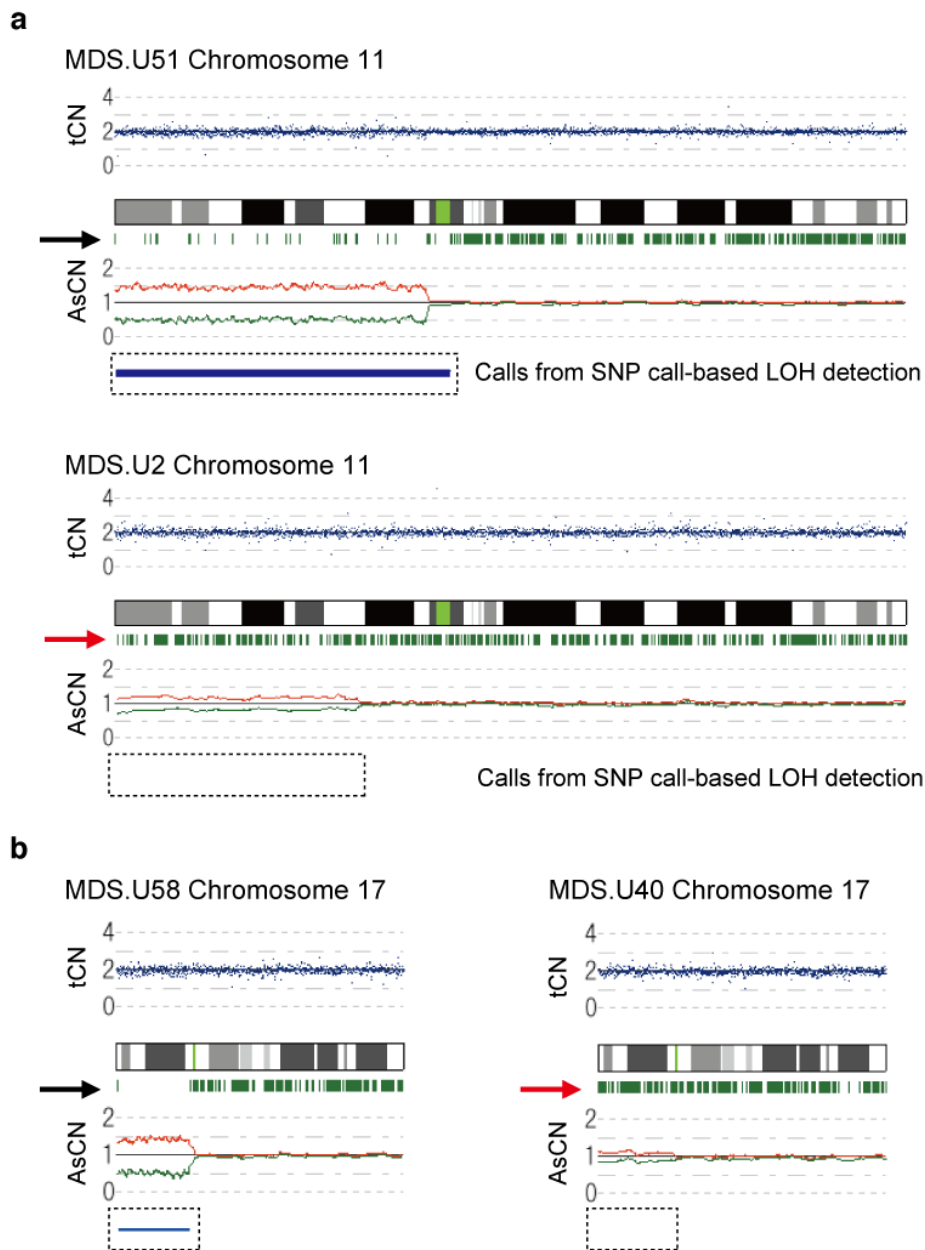 a
MDS.U51 Chromosome 11
tCN
4
2
0
AsCN
2
1
0
Calls from SNP call-based LOH detection
MDS.U2 Chromosome 11
tCN
4
2
0
AsCN
2
1
0
Calls from SNP call-based LOH detection
b
MDS.U58 Chromosome 17
tCN
4
2
0
AsCN
2
1
0
MDS.U40 Chromosome 17
tCN
4
2
0
AsCN
2
1
0